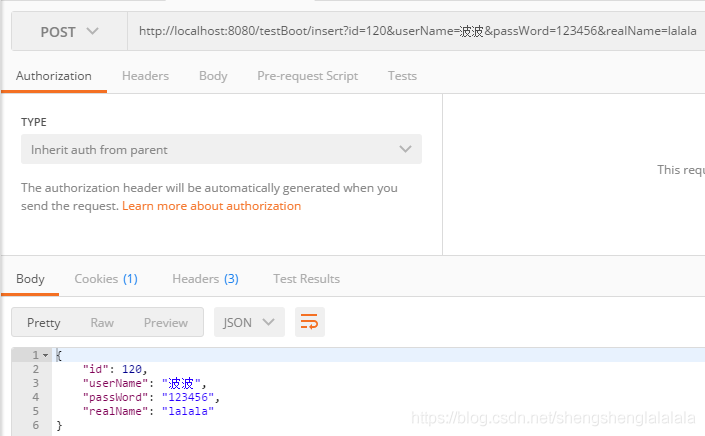 POST http://localhost:8080/testBoot/insert?id=120&userName=波波&passWord=123456&realName=lalala
Authorization Headers Body Pre-request Script Tests
TYPE
Inherit auth from parent
This requ
The authorization header will be automatically generated when you
send the request. Learn more about authorization
Body Cookies (1) Headers (3) Test Results
Pretty Raw Preview JSON
1 {
2 "id": 120,
3 "userName": "波波",
4 "passWord": "123456",
5 "realName": "lalala"
6 }
https://blog.csdn.net/shengshenglalalala